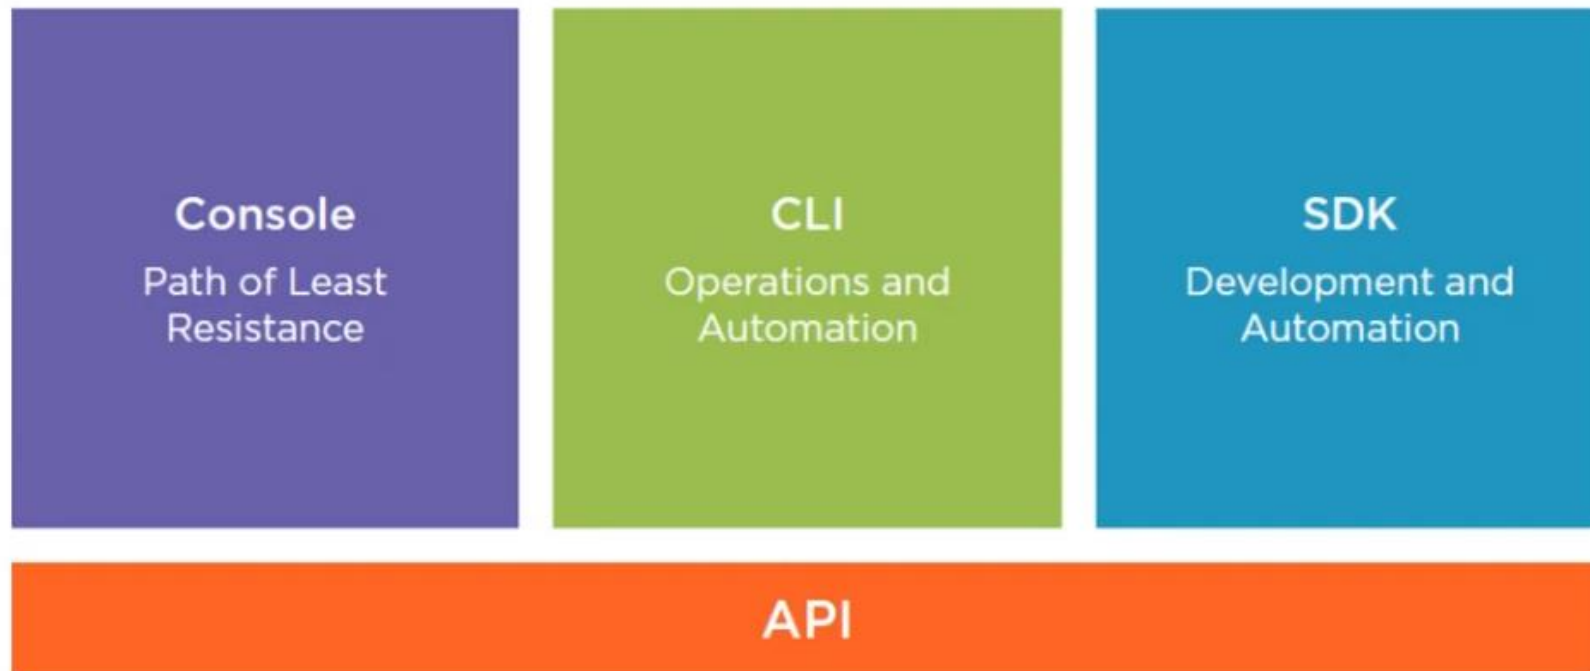 Console
Path of Least
Resistance
CLI
Operations and
Automation
SDK
Development and
Automation
API